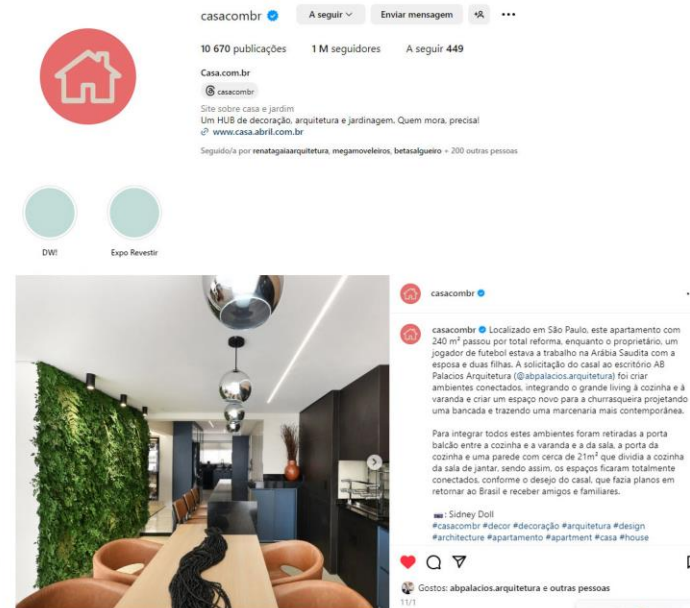 casacombr
A seguir
Enviar mensagem
10 670 publicações 1 M seguidores A seguir 449
Casa.com.br
casacombr
Site sobre casa e jardim
Um HUB de decoração, arquitetura e jardinagem. Quem mora, precisa!
www.casa.abril.com.br
Seguido/a por renatagaiaarquitetura, megamoveleiros, betasalgueiro + 200 outras pessoas
DW!
Expo Revestir
casacombr
casacombr Localizado em São Paulo, este apartamento com
240 m² passou por total reforma, enquanto o proprietário, um
jogador de futebol estava a trabalho na Arábia Saudita com a
esposa e duas filhas. A solicitação do casal ao escritório AB
Palacios Arquitetura (@abpalacios.arquitetura) foi criar
ambientes conectados, integrando o grande living à cozinha e à
varanda e criar um espaço novo para a churrasqueira projetando
uma bancada e trazendo uma marcenaria mais contemporânea.
Para integrar todos estes ambientes foram retiradas a porta
balcão entre a cozinha e a varanda e a da sala, a porta da
cozinha e uma parede com cerca de 21m² que dividia a cozinha
da sala de jantar, sendo assim, os espaços ficaram totalmente
conectados, conforme o desejo do casal, que fazia planos em
retornar ao Brasil e receber amigos e familiares.
: Sidney Doll
#casacombr #decor #decoração #arquitetura #design
#architecture #apartamento #apartment #casa #house
Gostos: abpalacios.arquitetura e outras pessoas
11/1